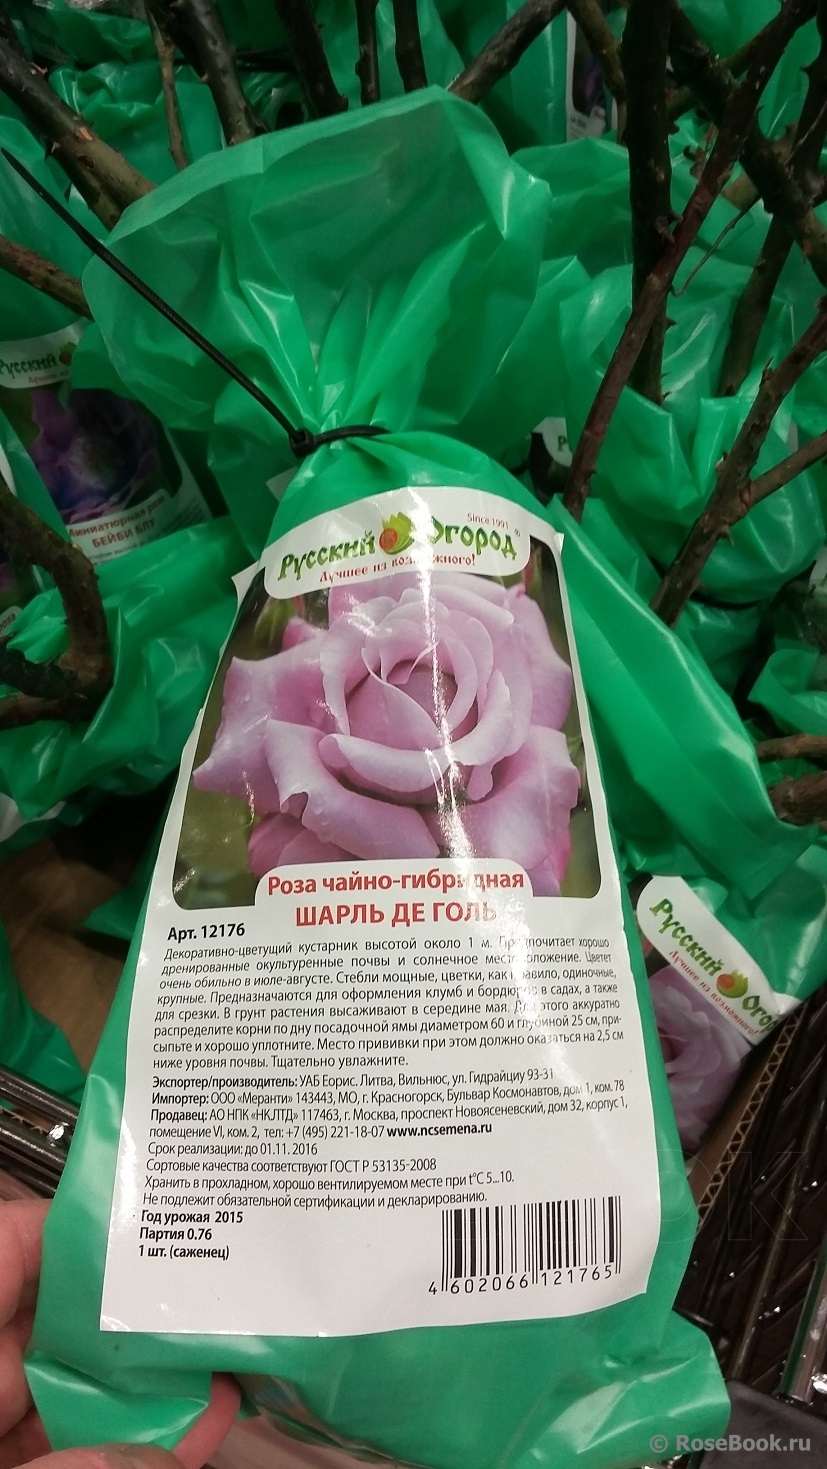 Русский Огород
Since 1991
Лучшее из возможного!
Роза чайно-гибридная
ШАРЛЬ ДЕ ГОЛЬ
Арт. 12176
Декоративно-цветущий кустарник высотой около 1 м. Предпочитает хорошо
дренированные окультуренные почвы и солнечное местоположение. Цветет
очень обильно в июле-августе. Стебли мощные, цветки, как правило, одиночные,
крупные. Предназначаются для оформления клумб и бордюров в садах, а также
для срезки. В грунт растения высаживают в середине мая. Для этого аккуратно
распределите корни по дну посадочной ямы диаметром 60 и глубиной 25 см, при-
сыпьте и хорошо уплотните. Место прививки при этом должно оказаться на 2,5 см
ниже уровня почвы. Тщательно увлажните.
Экспортер/производитель: УАБ Еорис. Литва, Вильнюс, ул. Гидрайциу 93-31
Импортер: ООО «Меранти» 143443, МО, г. Красногорск, Бульвар Космонавтов, дом 1, ком. 78
Продавец: АО НПК «НК.ЛТД» 117463, г. Москва, проспект Новоясеневский, дом 32, корпус 1,
помещение VI, ком. 2, тел: +7 (495) 221-18-07 www.ncsemena.ru
Срок реализации: до 01.11. 2016
Сортовые качества соответствуют ГОСТ Р 53135-2008
Хранить в прохладном, хорошо вентилируемом месте при t°С 5...10.
Не подлежит обязательной сертификации и декларированию.
Год урожая 2015
Партия 0.76
1 шт. (саженец)
4 602066 121765
Русский
Лучшее из
Миниатюрная роза
БЕЙБИ БЛУ
Русский Огород
Лучшее из возможного!
© RoseBook.ru